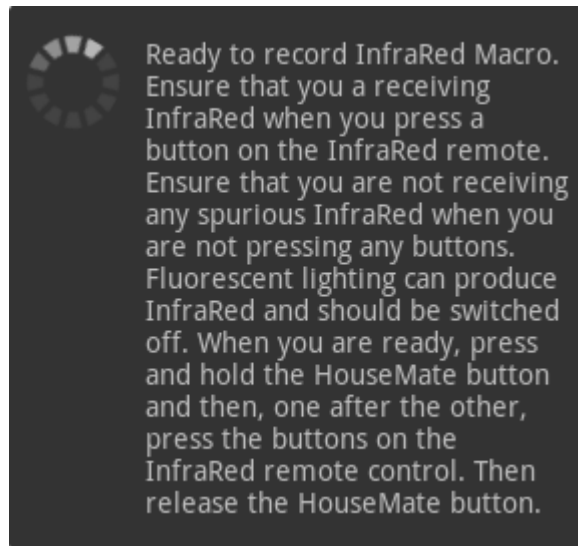 Ready to record InfraRed Macro.
Ensure that you a receiving
InfraRed when you press a
button on the InfraRed remote.
Ensure that you are not receiving
any spurious InfraRed when you
are not pressing any buttons.
Fluorescent lighting can produce
InfraRed and should be switched
off. When you are ready, press
and hold the HouseMate button
and then, one after the other,
press the buttons on the
InfraRed remote control. Then
release the HouseMate button.